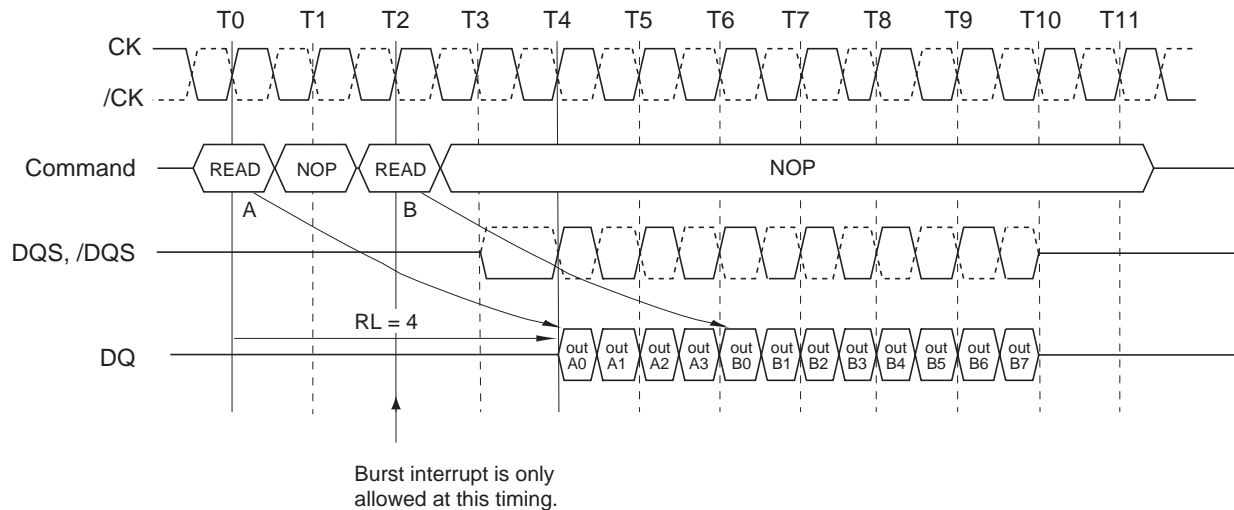 T0 T1 T2 T3 T4 T5 T6 T7 T8 T9 T10 T11
CK
/CK
Command READ NOP READ NOP
A B
DQS, /DQS
RL = 4
DQ
out A0 out A1 out A2 out A3 out B0 out B1 out B2 out B3 out B4 out B5 out B6 out B7
Burst interrupt is only
allowed at this timing.